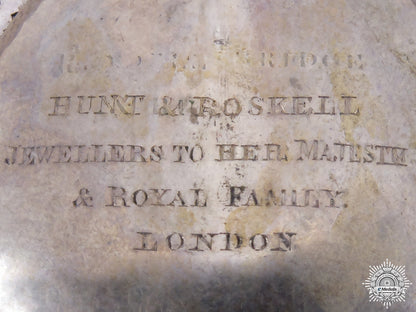 HUNT & ROSKELL
JEWELLERS TO HER MAJESTY
& ROYAL FAMILY.
LONDON